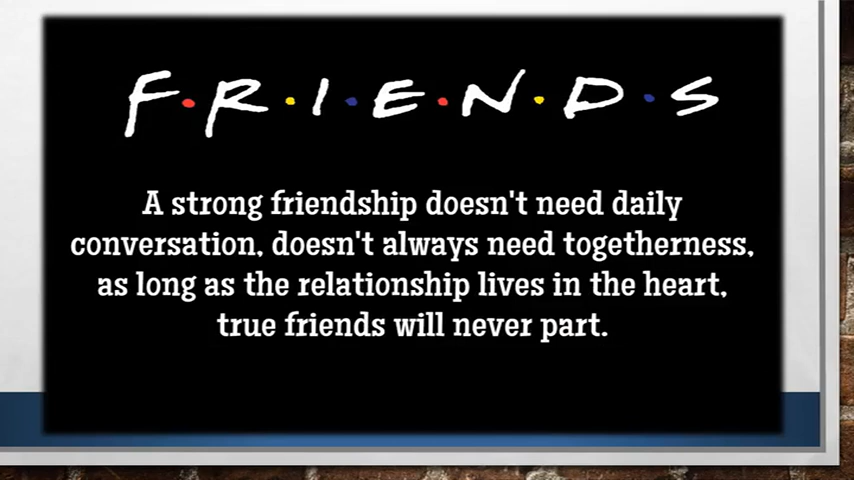 F•R•I•E•N•D•S
A strong friendship doesn't need daily
conversation, doesn't always need togetherness,
as long as the relationship lives in the heart,
true friends will never part.